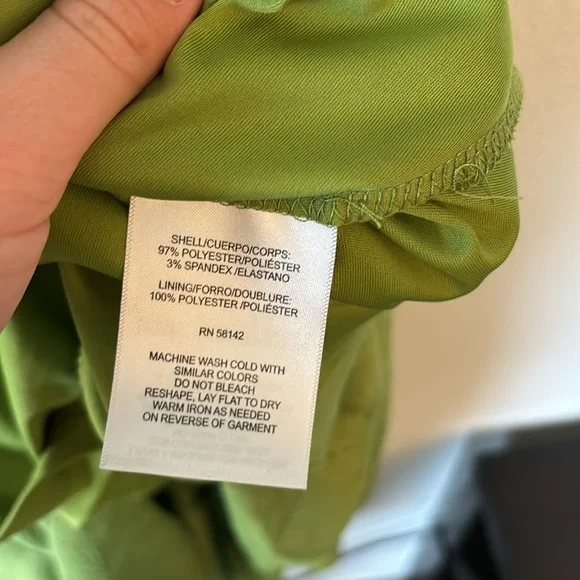 SHELL/CUERPO/CORPS:
97% POLYESTER/POLIÉSTER
3% SPANDEX/ELASTANO
LINING/FORRO/DOUBLURE:
100% POLYESTER/POLIÉSTER
RN 58142
MACHINE WASH COLD WITH
SIMILAR COLORS
DO NOT BLEACH
RESHAPE, LAY FLAT TO DRY
WARM IRON AS NEEDED
ON REVERSE OF GARMENT